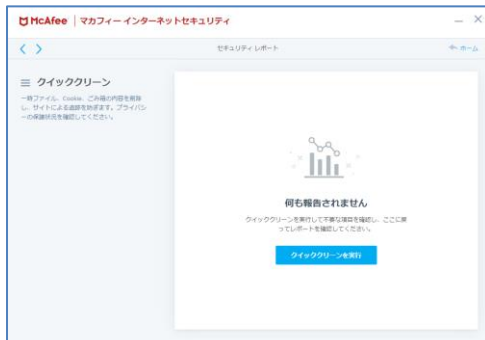 McAfee | マカフィー インターネットセキュリティ
セキュリティ レポート
ホーム
クイッククリーン
一時ファイル、Cookie、ごみ箱の内容を削除
し、サイトによる追跡を防ぎます。プライバシ
ーの保護状況を確認してください。
何も報告されません
クイッククリーンを実行して不要な項目を確認し、ここに戻
ってレポートを確認してください。
クイッククリーンを実行